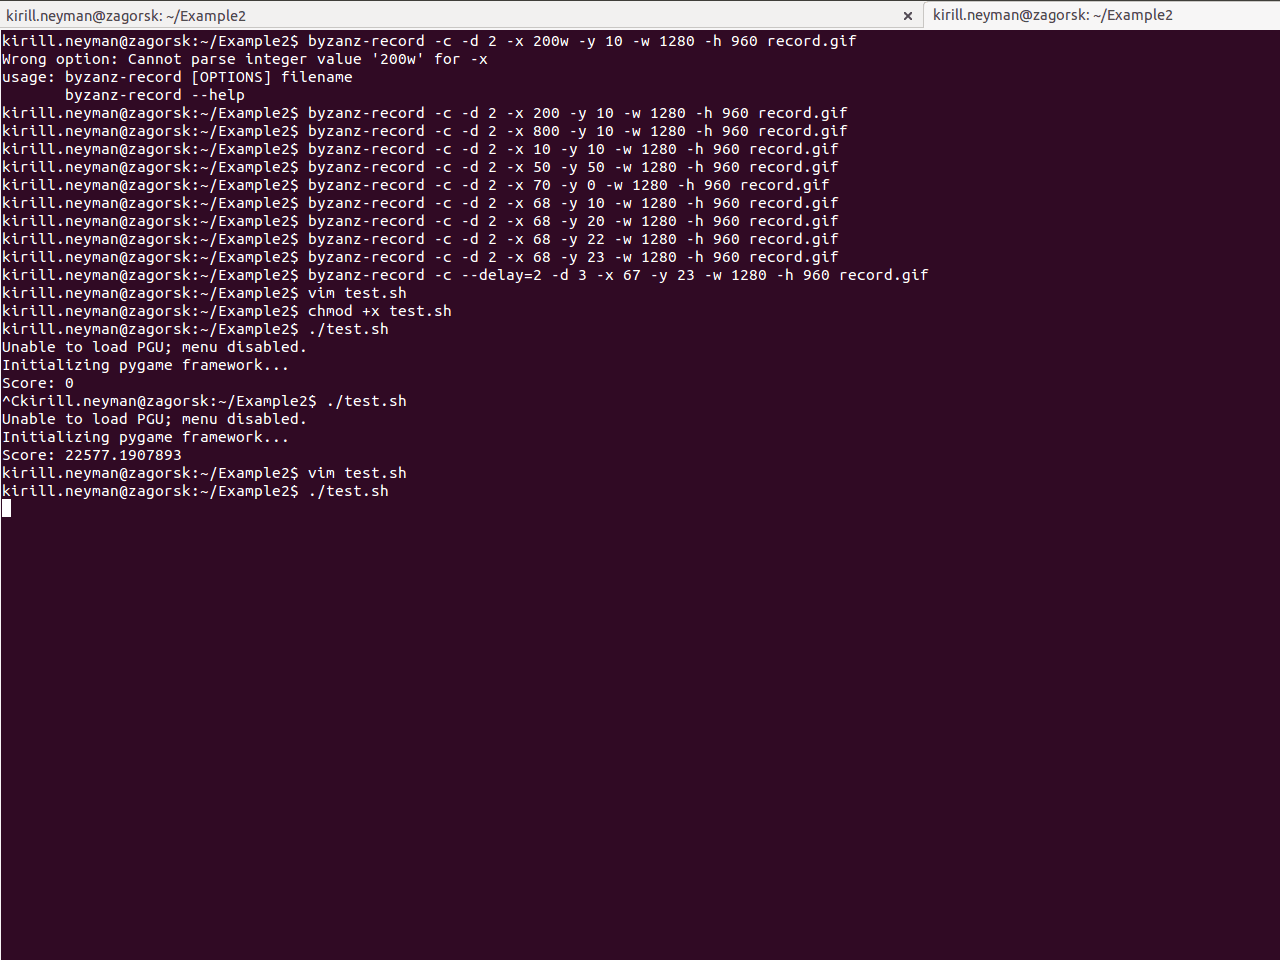 kirill.neyman@zagorsk: ~/Example2 × kirill.neyman@zagorsk: ~/Example2
kirill.neyman@zagorsk:~/Example2$ byzanz-record -c -d 2 -x 200w -y 10 -w 1280 -h 960 record.gif
Wrong option: Cannot parse integer value '200w' for -x
usage: byzanz-record [OPTIONS] filename
       byzanz-record --help
kirill.neyman@zagorsk:~/Example2$ byzanz-record -c -d 2 -x 200 -y 10 -w 1280 -h 960 record.gif
kirill.neyman@zagorsk:~/Example2$ byzanz-record -c -d 2 -x 800 -y 10 -w 1280 -h 960 record.gif
kirill.neyman@zagorsk:~/Example2$ byzanz-record -c -d 2 -x 10 -y 10 -w 1280 -h 960 record.gif
kirill.neyman@zagorsk:~/Example2$ byzanz-record -c -d 2 -x 50 -y 50 -w 1280 -h 960 record.gif
kirill.neyman@zagorsk:~/Example2$ byzanz-record -c -d 2 -x 70 -y 0 -w 1280 -h 960 record.gif
kirill.neyman@zagorsk:~/Example2$ byzanz-record -c -d 2 -x 68 -y 10 -w 1280 -h 960 record.gif
kirill.neyman@zagorsk:~/Example2$ byzanz-record -c -d 2 -x 68 -y 20 -w 1280 -h 960 record.gif
kirill.neyman@zagorsk:~/Example2$ byzanz-record -c -d 2 -x 68 -y 22 -w 1280 -h 960 record.gif
kirill.neyman@zagorsk:~/Example2$ byzanz-record -c -d 2 -x 68 -y 23 -w 1280 -h 960 record.gif
kirill.neyman@zagorsk:~/Example2$ byzanz-record -c --delay=2 -d 3 -x 67 -y 23 -w 1280 -h 960 record.gif
kirill.neyman@zagorsk:~/Example2$ vim test.sh
kirill.neyman@zagorsk:~/Example2$ chmod +x test.sh
kirill.neyman@zagorsk:~/Example2$ ./test.sh
Unable to load PGU; menu disabled.
Initializing pygame framework...
Score: 0
^Ckirill.neyman@zagorsk:~/Example2$ ./test.sh
Unable to load PGU; menu disabled.
Initializing pygame framework...
Score: 22577.1907893
kirill.neyman@zagorsk:~/Example2$ vim test.sh
kirill.neyman@zagorsk:~/Example2$ ./test.sh